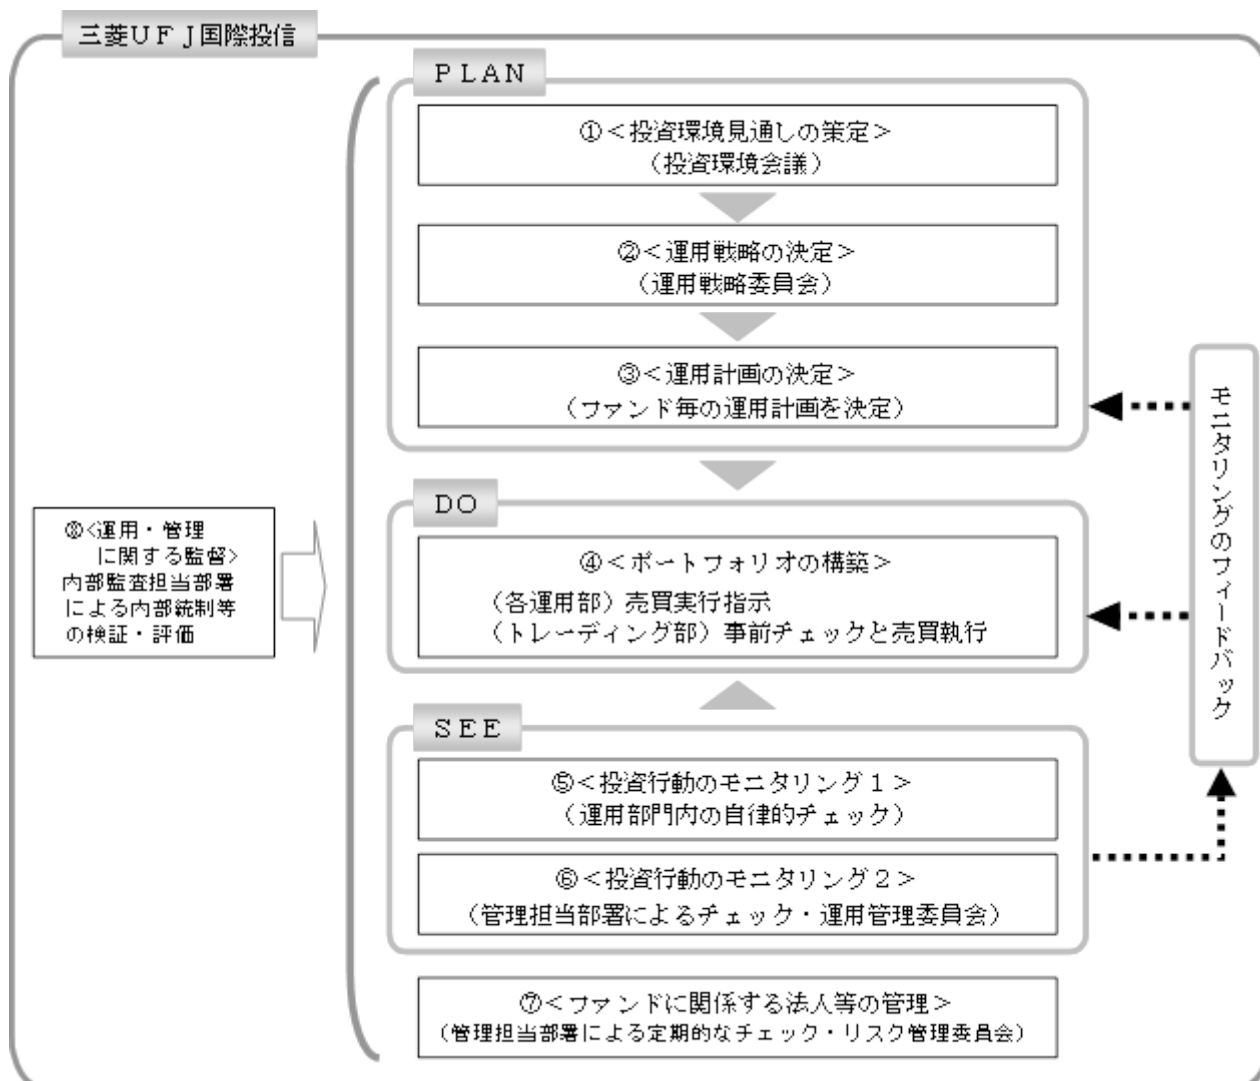 三菱ＵＦＪ国際投信
ＰＬＡＮ
①＜投資環境見通しの策定＞
（投資環境会議）
②＜運用戦略の決定＞
（運用戦略委員会）
③＜運用計画の決定＞
（ファンド毎の運用計画を決定）
ＤＯ
④＜ポートフォリオの構築＞
（各運用部）売買実行指示
（トレーディング部）事前チェックと売買執行
ＳＥＥ
⑤＜投資行動のモニタリング１＞
（運用部門内の自律的チェック）
⑥＜投資行動のモニタリング２＞
（管理担当部署によるチェック・運用管理委員会）
⑦＜ファンドに関係する法人等の管理＞
（管理担当部署による定期的なチェック・リスク管理委員会）
⑧<運用・管理
に関する監督>
内部監査担当部署
による内部統制等
の検証・評価
モニタリングのフィードバック